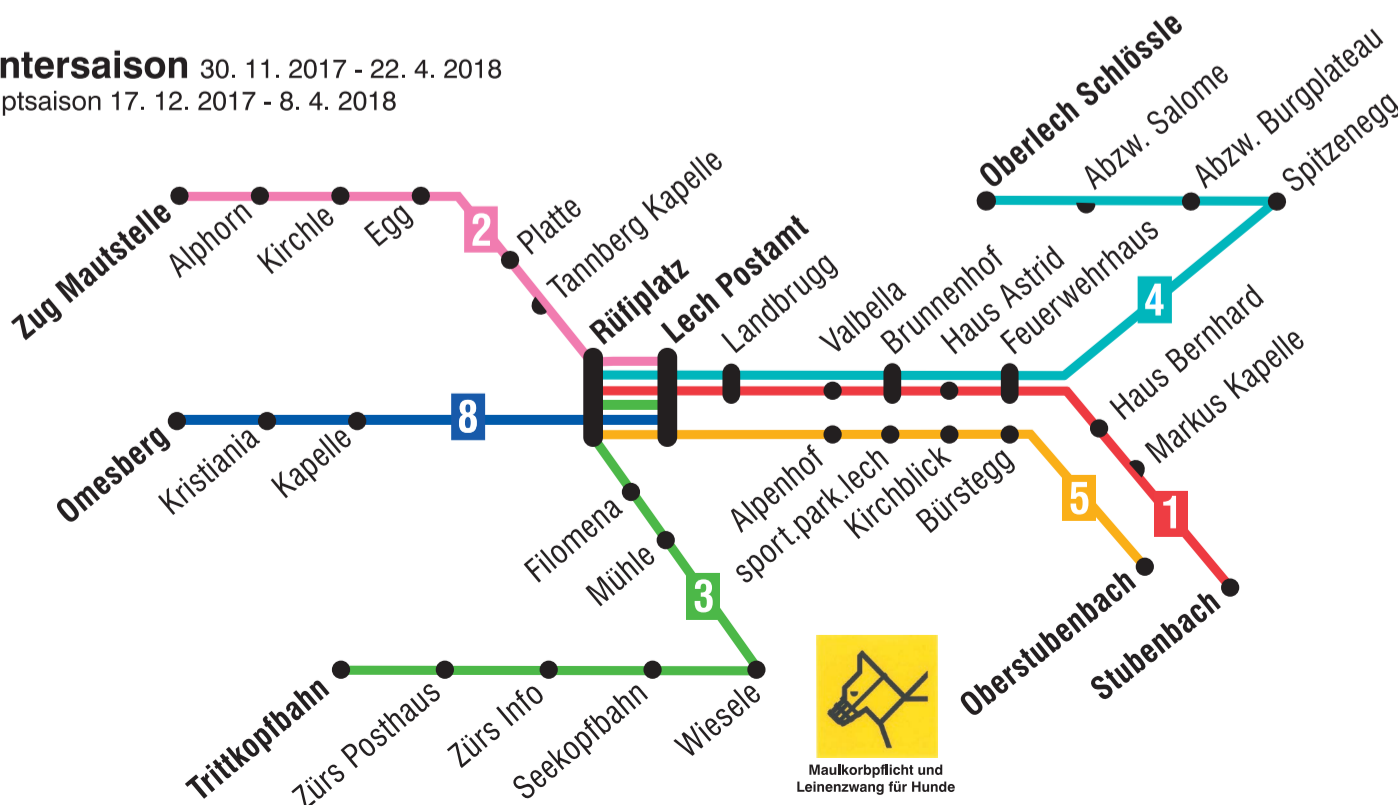 ntersaison 30. 11. 2017 - 22. 4. 2018
ptsaison 17. 12. 2017 - 8. 4. 2018
Oberlech Schlössle
Abzw. Salome
Abzw. Burgplateau
Spitzenegg
Zug Mautstelle
Alphorn
Kirchle
Egg
2
Platte
Tannberg Kapelle
Rüfiplatz
Lech Postamt
Landbrugg
Valbella
Brunnenhof
Haus Astrid
Feuerwehrhaus
4
Haus Bernhard
Markus Kapelle
Omesberg
Kristiania
Kapelle
8
Alpenhof
sport.park.lech
Kirchblick
Bürstegg
5
1
Oberstubenbach
Stubenbach
Filomena
Mühle
3
Trittkopfbahn
Zürs Posthaus
Zürs Info
Seekopfbahn
Wiesele
Maulkorbpflicht und
Leinenzwang für Hunde